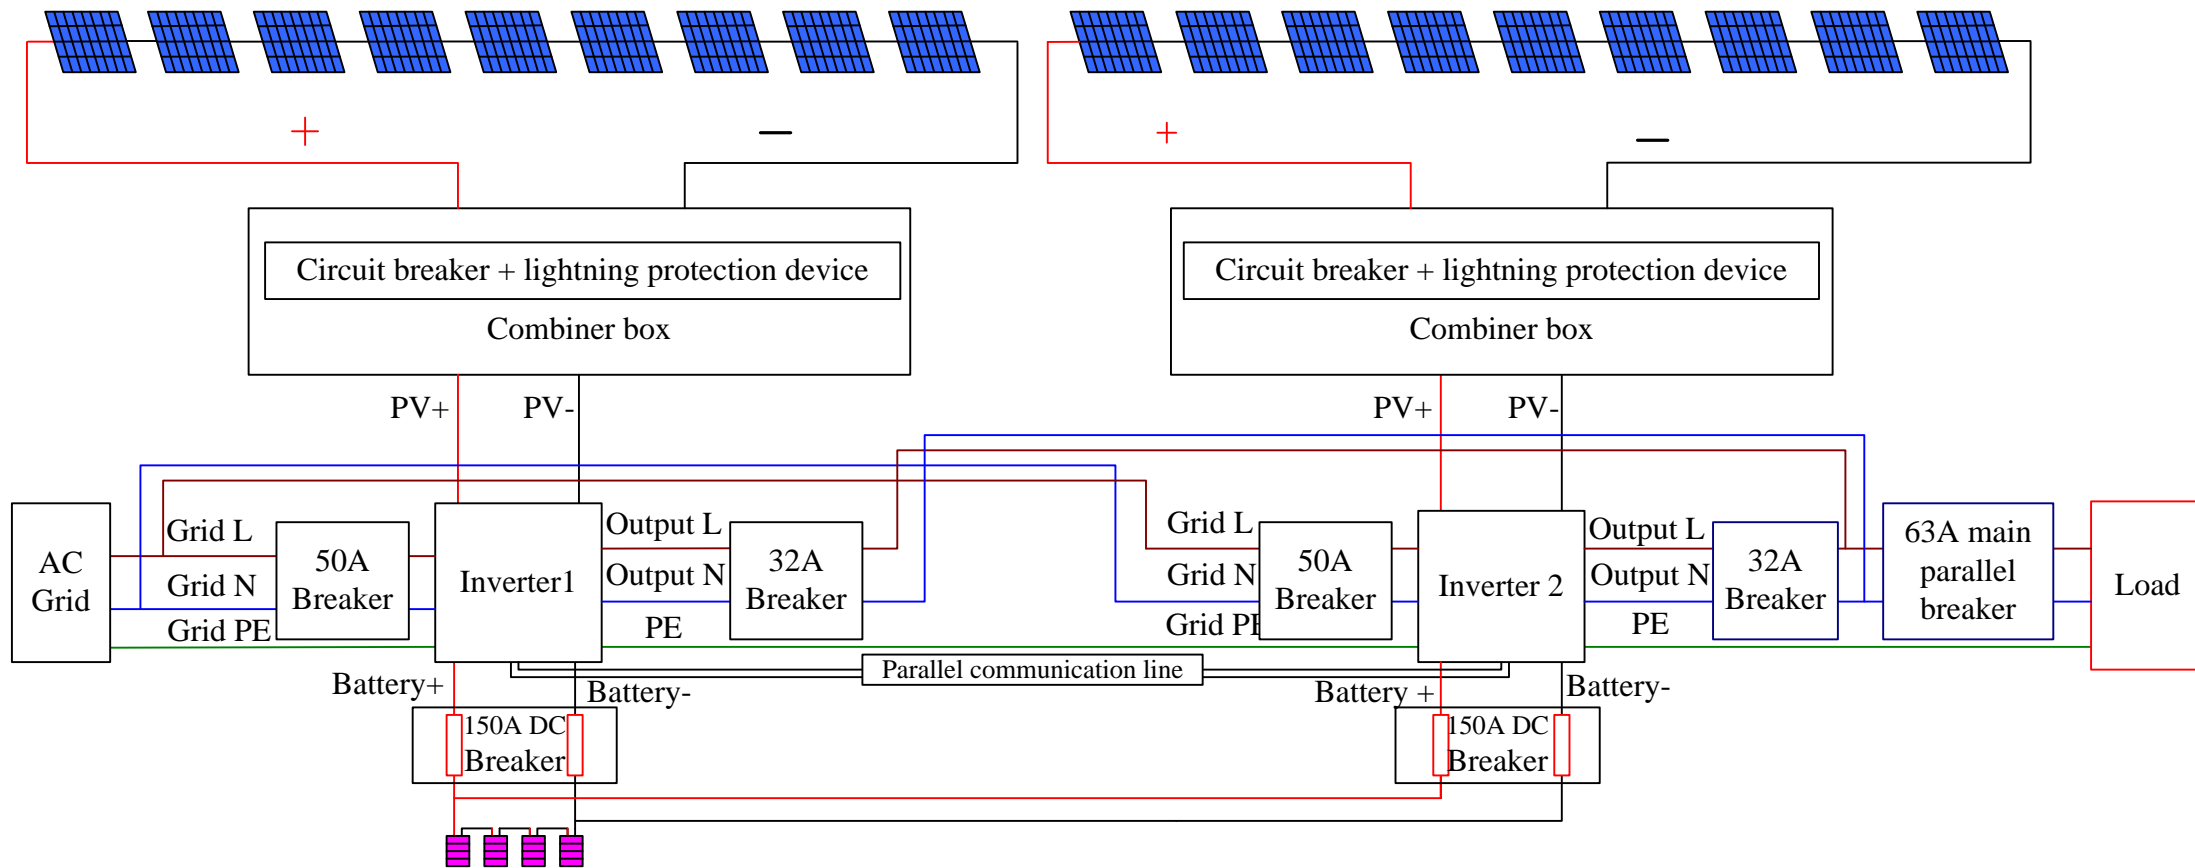 +
—
+
—
Circuit breaker + lightning protection device
Combiner box
Circuit breaker + lightning protection device
Combiner box
PV+
PV-
PV+
PV-
AC
Grid
Grid L
Grid N
Grid PE
50A
Breaker
Inverter1
Output L
Output N
PE
32A
Breaker
Grid L
Grid N
Grid PE
50A
Breaker
Inverter 2
Output L
Output N
PE
32A
Breaker
63A main
parallel
breaker
Load
Parallel communication line
Battery+
Battery-
Battery +
Battery-
150A DC
Breaker
150A DC
Breaker